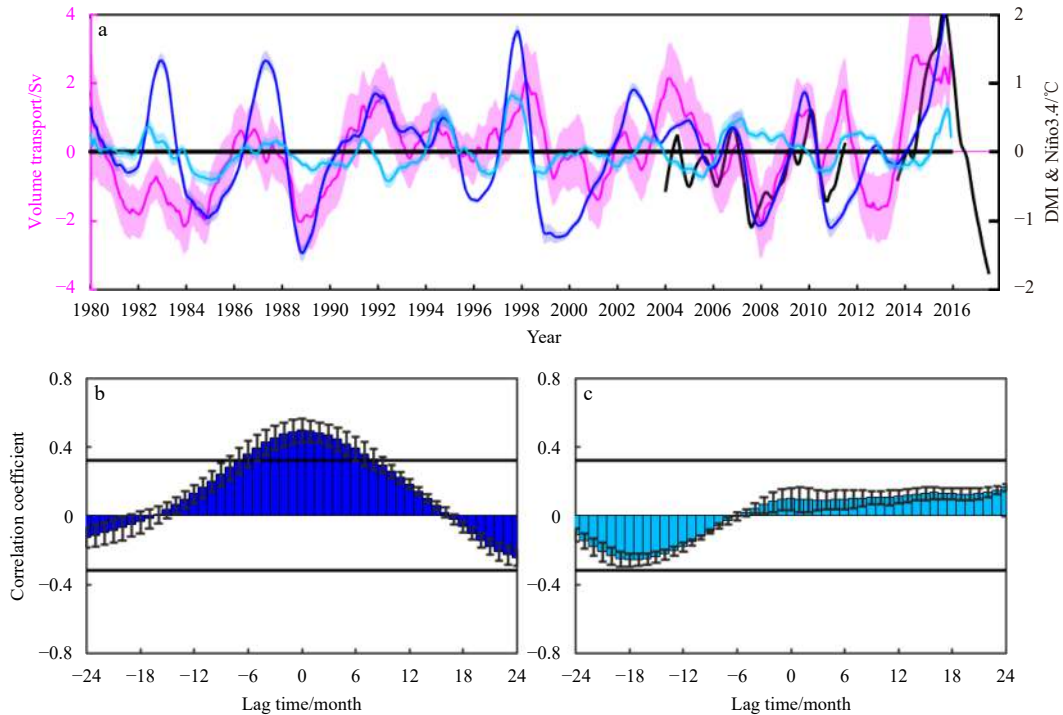 a
4
2
0
−2
−4
Volume transport/Sv
2
1
0
−1
−2
DMI & Niño3.4/℃
1980 1982 1984 1986 1988 1990 1992 1994 1996 1998 2000 2002 2004 2006 2008 2010 2012 2014 2016
Year
b
0.8
0.4
0
−0.4
−0.8
Correlation coefficient
−24 −18 −12 −6 0 6 12 18 24
Lag time/month
c
0.8
0.4
0
−0.4
−0.8
−24 −18 −12 −6 0 6 12 18 24
Lag time/month